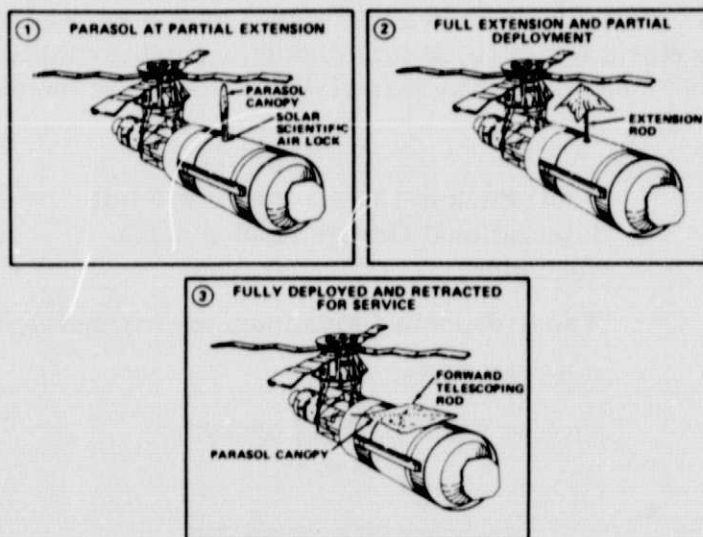 ① PARASOL AT PARTIAL EXTENSION
PARASOL
CANOPY
SOLAR
SCIENTIFIC
AIR LOCK
② FULL EXTENSION AND PARTIAL
DEPLOYMENT
EXTENSION
ROD
③ FULLY DEPLOYED AND RETRACTED
FOR SERVICE
FORWARD
TELESCOPING
ROD
PARASOL CANOPY